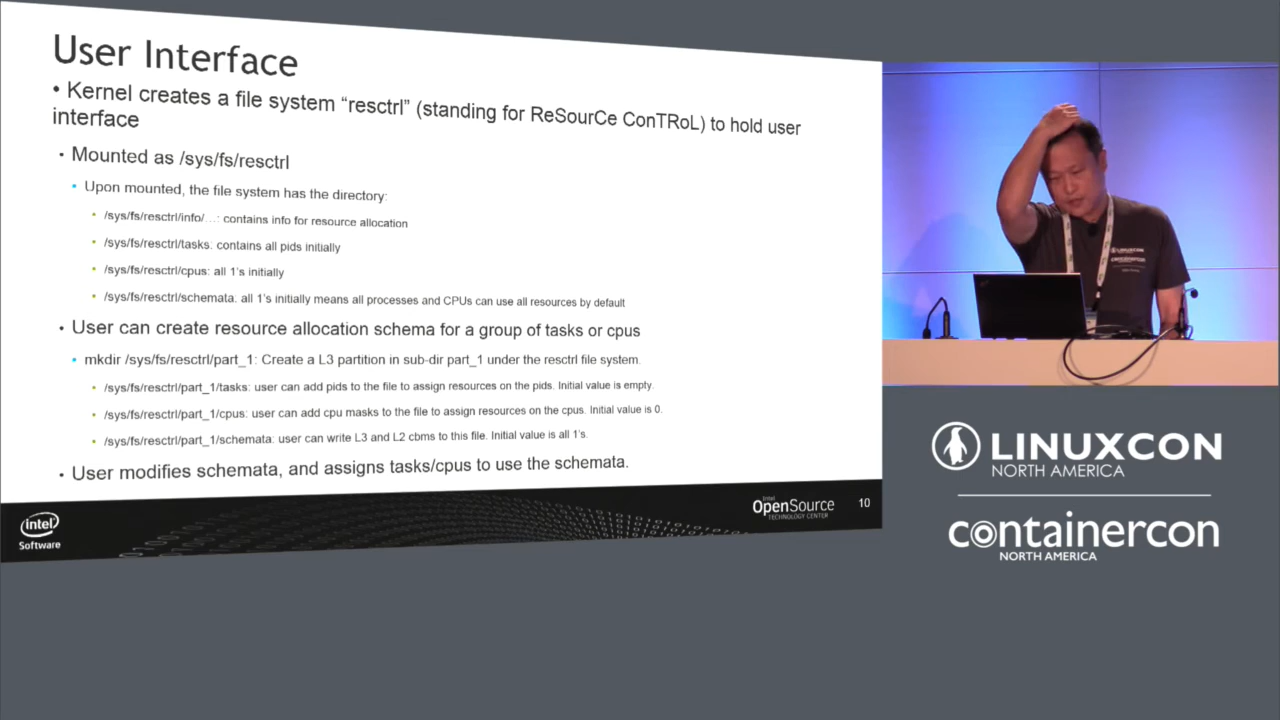 User Interface
• Kernel creates a file system “resctrl” (standing for ReSourCe ConTRoL) to hold user
interface
• Mounted as /sys/fs/resctrl
• Upon mounted, the file system has the directory:
• /sys/fs/resctrl/info/…: contains info for resource allocation
• /sys/fs/resctrl/tasks: contains all pids initially
• /sys/fs/resctrl/cpus: all 1's initially
• /sys/fs/resctrl/schemata: all 1's initially means all processes and CPUs can use all resources by default
• User can create resource allocation schema for a group of tasks or cpus
• mkdir /sys/fs/resctrl/part_1: Create a L3 partition in sub-dir part_1 under the resctrl file system.
• /sys/fs/resctrl/part_1/tasks: user can add pids to the file to assign resources on the pids. Initial value is empty.
• /sys/fs/resctrl/part_1/cpus: user can add cpu masks to the file to assign resources on the cpus. Initial value is 0.
• /sys/fs/resctrl/part_1/schemata: user can write L3 and L2 cbms to this file. Initial value is all 1's.
• User modifies schemata, and assigns tasks/cpus to use the schemata.
intel
Software
Intel
OpenSource
TECHNOLOGY CENTER
10
LINUXCON
containercon
LINUXCON
NORTH AMERICA
containercon
NORTH AMERICA